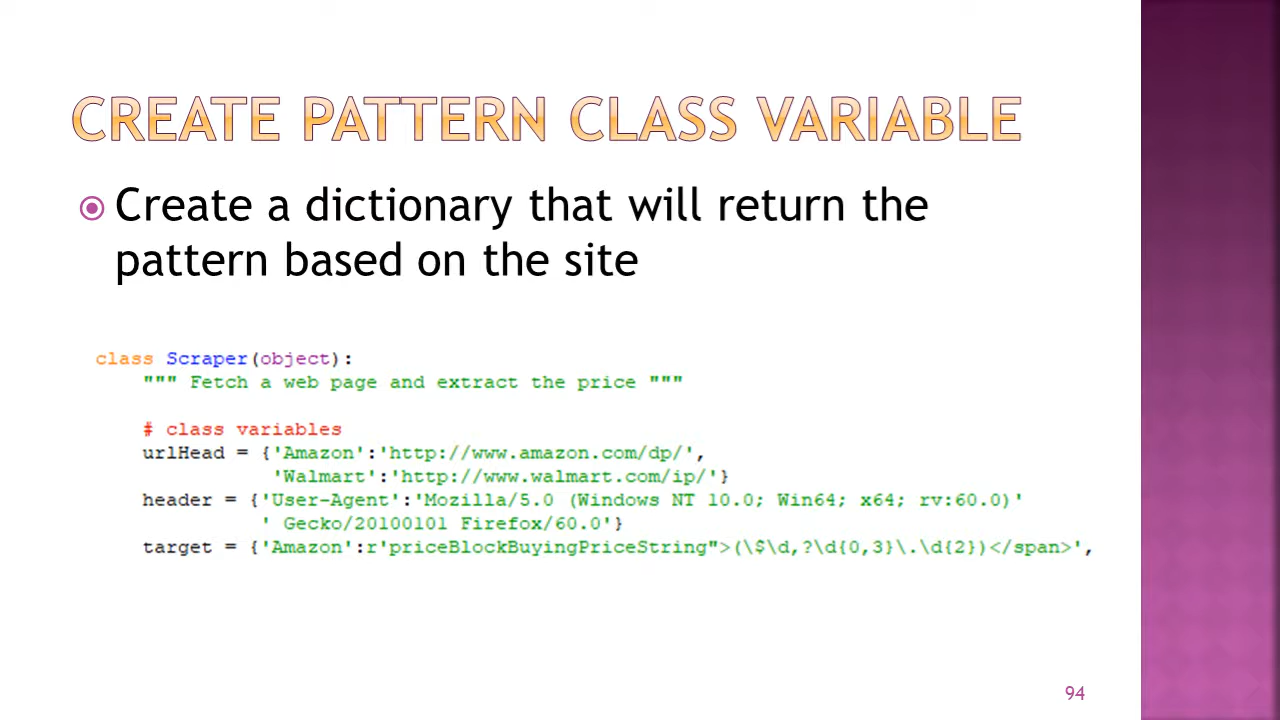 CREATE PATTERN CLASS VARIABLE
Create a dictionary that will return the
pattern based on the site
class Scraper(object):
    """ Fetch a web page and extract the price """
    # class variables
    urlHead = {'Amazon':'http://www.amazon.com/dp/',
               'Walmart':'http://www.walmart.com/ip/'}
    header = {'User-Agent':'Mozilla/5.0 (Windows NT 10.0; Win64; x64; rv:60.0)'
              ' Gecko/20100101 Firefox/60.0'}
    target = {'Amazon':r'priceBlockBuyingPriceString">(\$\d,?\d{0,3}\.\d{2})</span>',
94